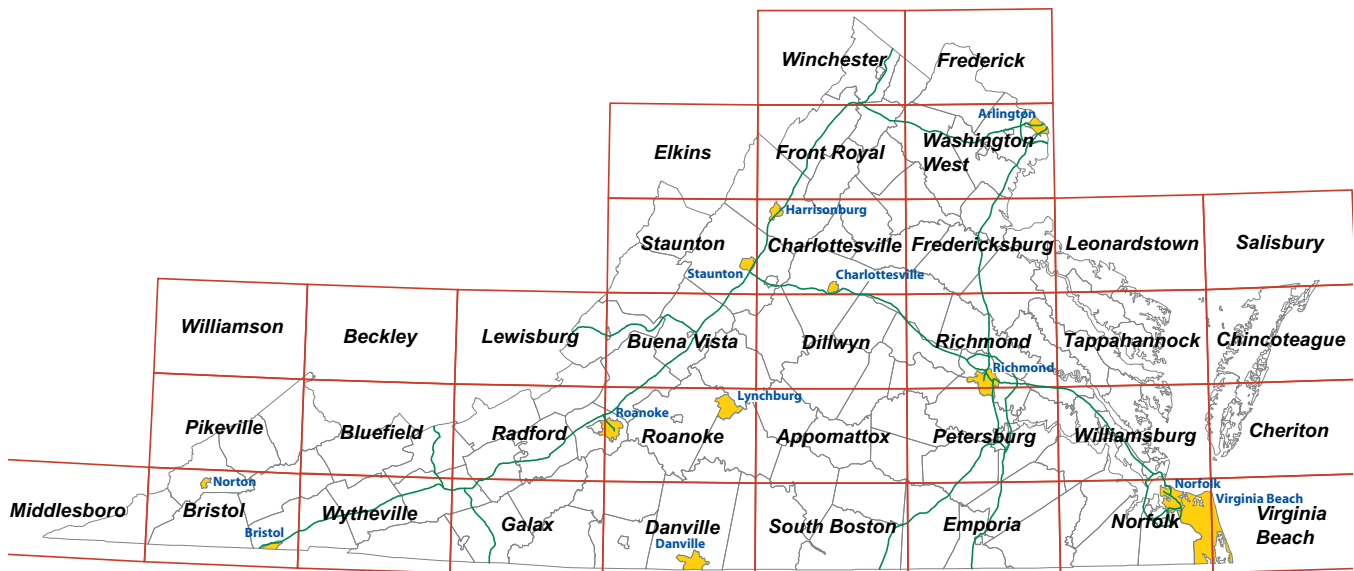 Winchester
Frederick
Arlington
Elkins
Front Royal
Washington
West
Harrisonburg
Staunton
Charlottesville
Fredericksburg
Leonardstown
Salisbury
Staunton
Charlottesville
Williamson
Beckley
Lewisburg
Buena Vista
Dillwyn
Richmond
Tappahannock
Chincoteague
Richmond
Lynchburg
Roanoke
Pikeville
Bluefield
Radford
Roanoke
Appomattox
Petersburg
Williamsburg
Cheriton
Norton
Norfolk
Virginia Beach
Middlesboro
Bristol
Wytheville
Galax
Danville
South Boston
Emporia
Norfolk
Virginia
Beach
Bristol
Danville